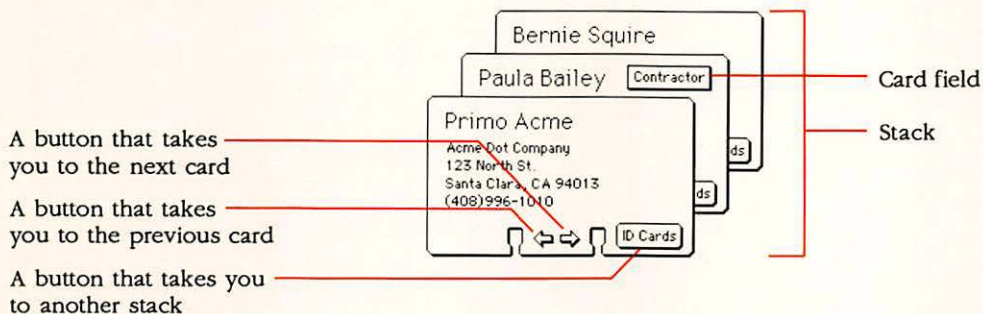 Bernie Squire
Paula Bailey
Contractor
Card field
Primo Acme
Stack
A button that takes
you to the next card
Acme Dot Company
123 North St.
Santa Clara, CA 94013
(408)996-1010
ds
ds
A button that takes
you to the previous card
ID Cards
A button that takes you
to another stack